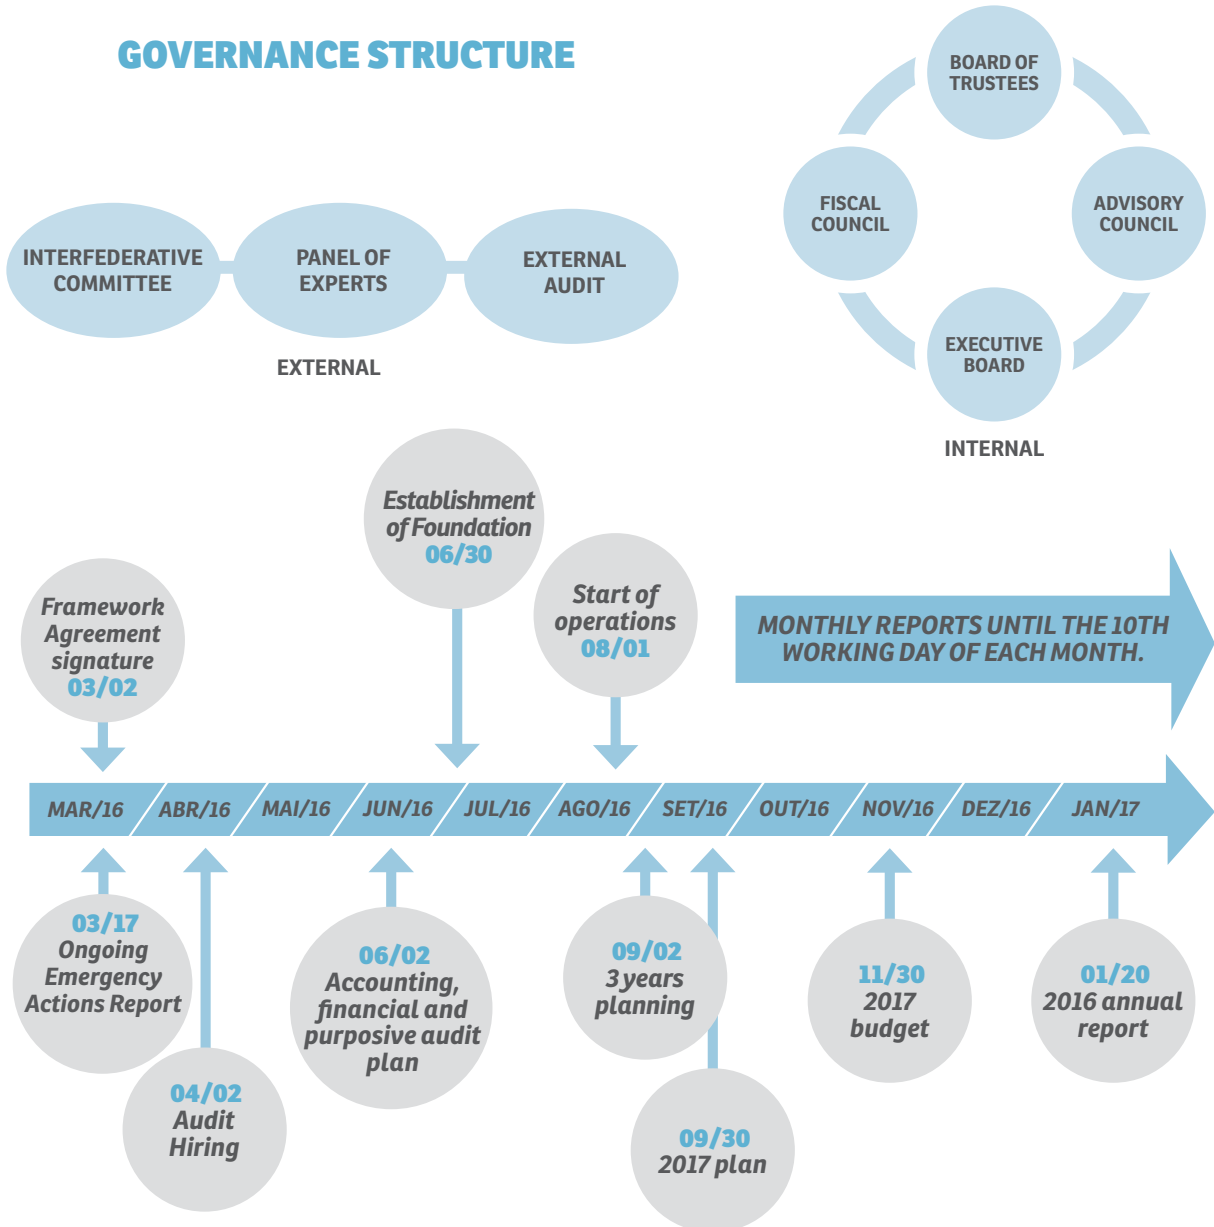 GOVERNANCE STRUCTURE
BOARD OF
TRUSTEES
FISCAL
COUNCIL
ADVISORY
COUNCIL
EXECUTIVE
BOARD
INTERNAL
INTERFEDERATIVE
COMMITTEE
PANEL OF
EXPERTS
EXTERNAL
AUDIT
EXTERNAL
Framework
Agreement
signature
03/02
Establishment
of Foundation
06/30
Start of
operations
08/01
MONTHLY REPORTS UNTIL THE 10TH
WORKING DAY OF EACH MONTH.
MAR/16 ABR/16 MAI/16 JUN/16 JUL/16 AGO/16 SET/16 OUT/16 NOV/16 DEZ/16 JAN/17
03/17
Ongoing
Emergency
Actions Report
04/02
Audit
Hiring
06/02
Accounting,
financial and
purposive audit
plan
09/02
3 years
planning
09/30
2017 plan
11/30
2017
budget
01/20
2016 annual
report